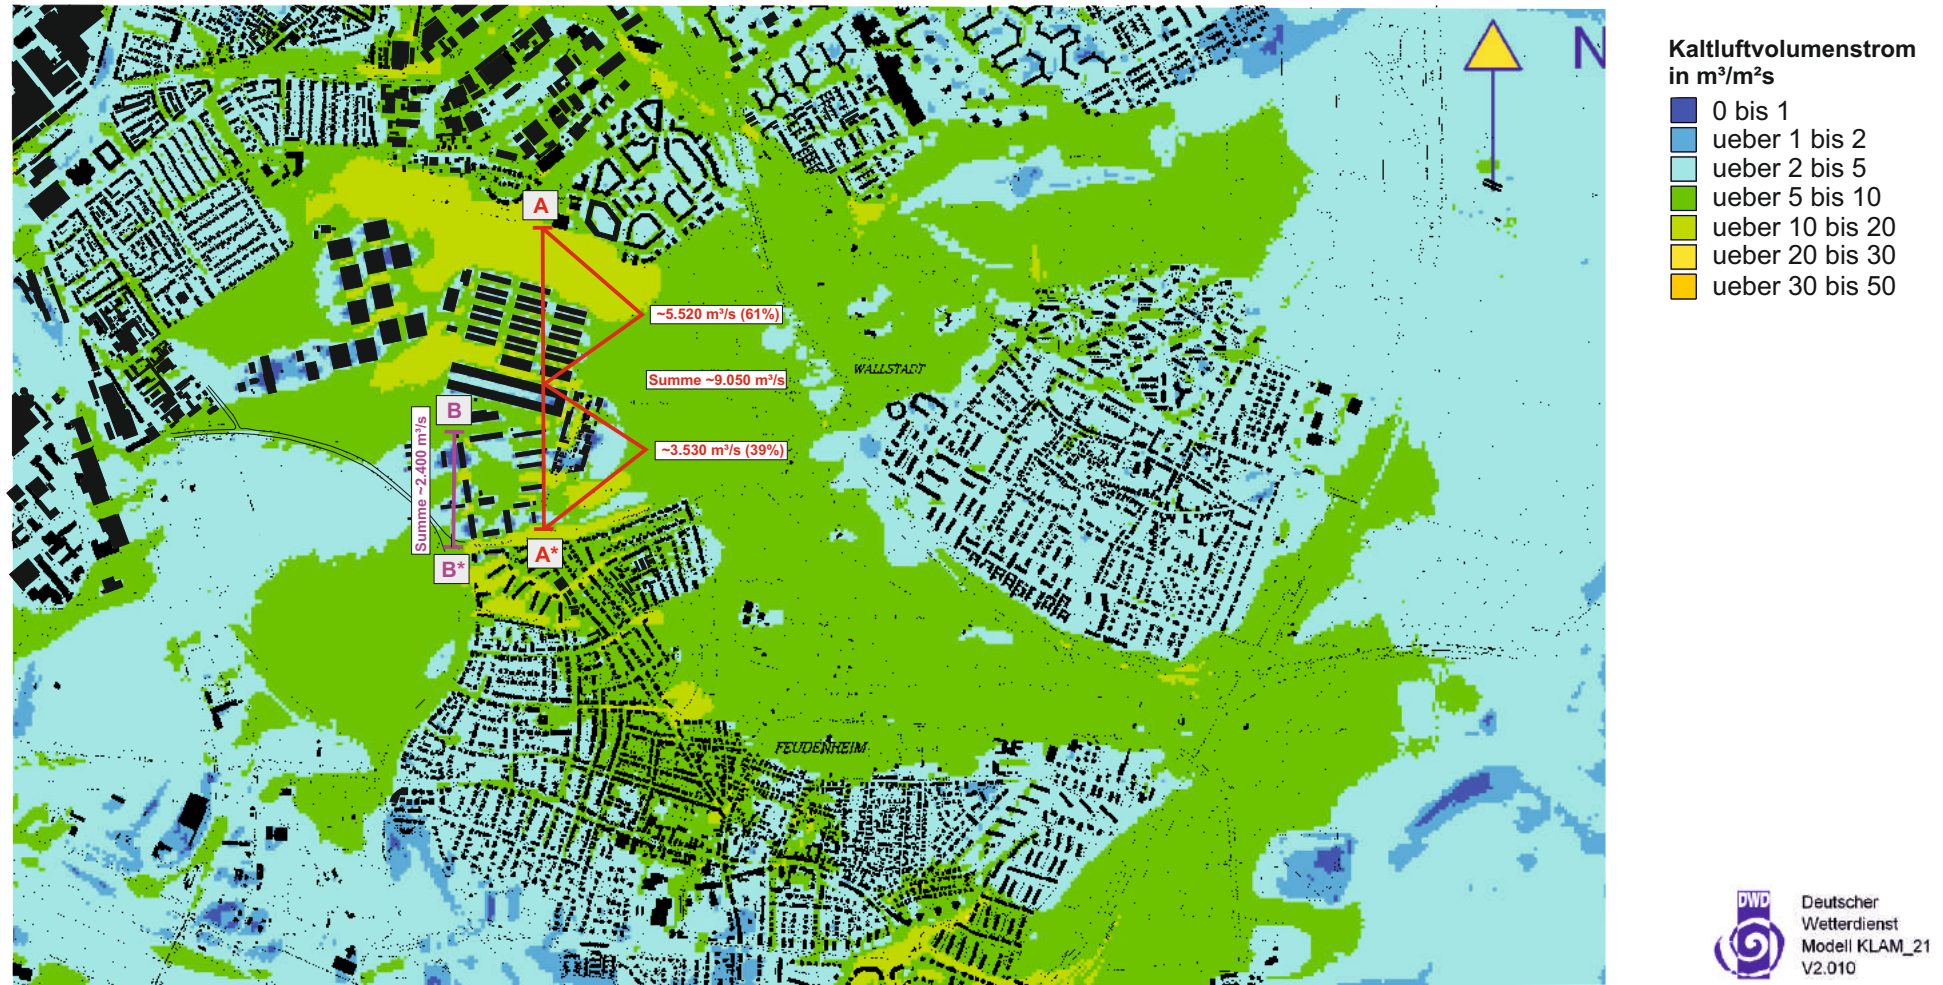 N
Kaltluftvolumenstrom
in m³/m²s
0 bis 1
ueber 1 bis 2
ueber 2 bis 5
ueber 5 bis 10
ueber 10 bis 20
ueber 20 bis 30
ueber 30 bis 50
A
~5.520 m³/s (61%)
WALLSTADT
Summe ~9.050 m³/s
B
Summe ~2.400 m³/s
~3.530 m³/s (39%)
A*
B*
FEUDENHEIM
DWD
Deutscher
Wetterdienst
Modell KLAM_21
V2.010